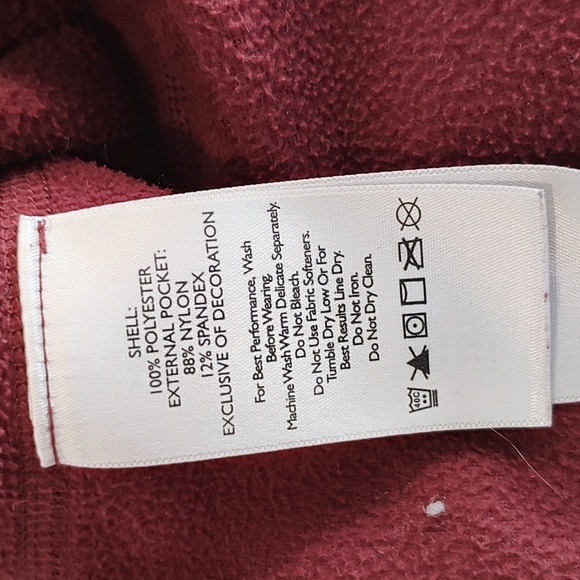 SHELL:
100% POLYESTER
EXTERNAL POCKET:
88% NYLON
12% SPANDEX
EXCLUSIVE OF DECORATION
For Best Performance, Wash
Before Wearing.
Machine Wash Warm Delicate Separately.
Do Not Bleach.
Do Not Use Fabric Softeners.
Tumble Dry Low Or For
Best Results Line Dry.
Do Not Iron.
Do Not Dry Clean.
40C